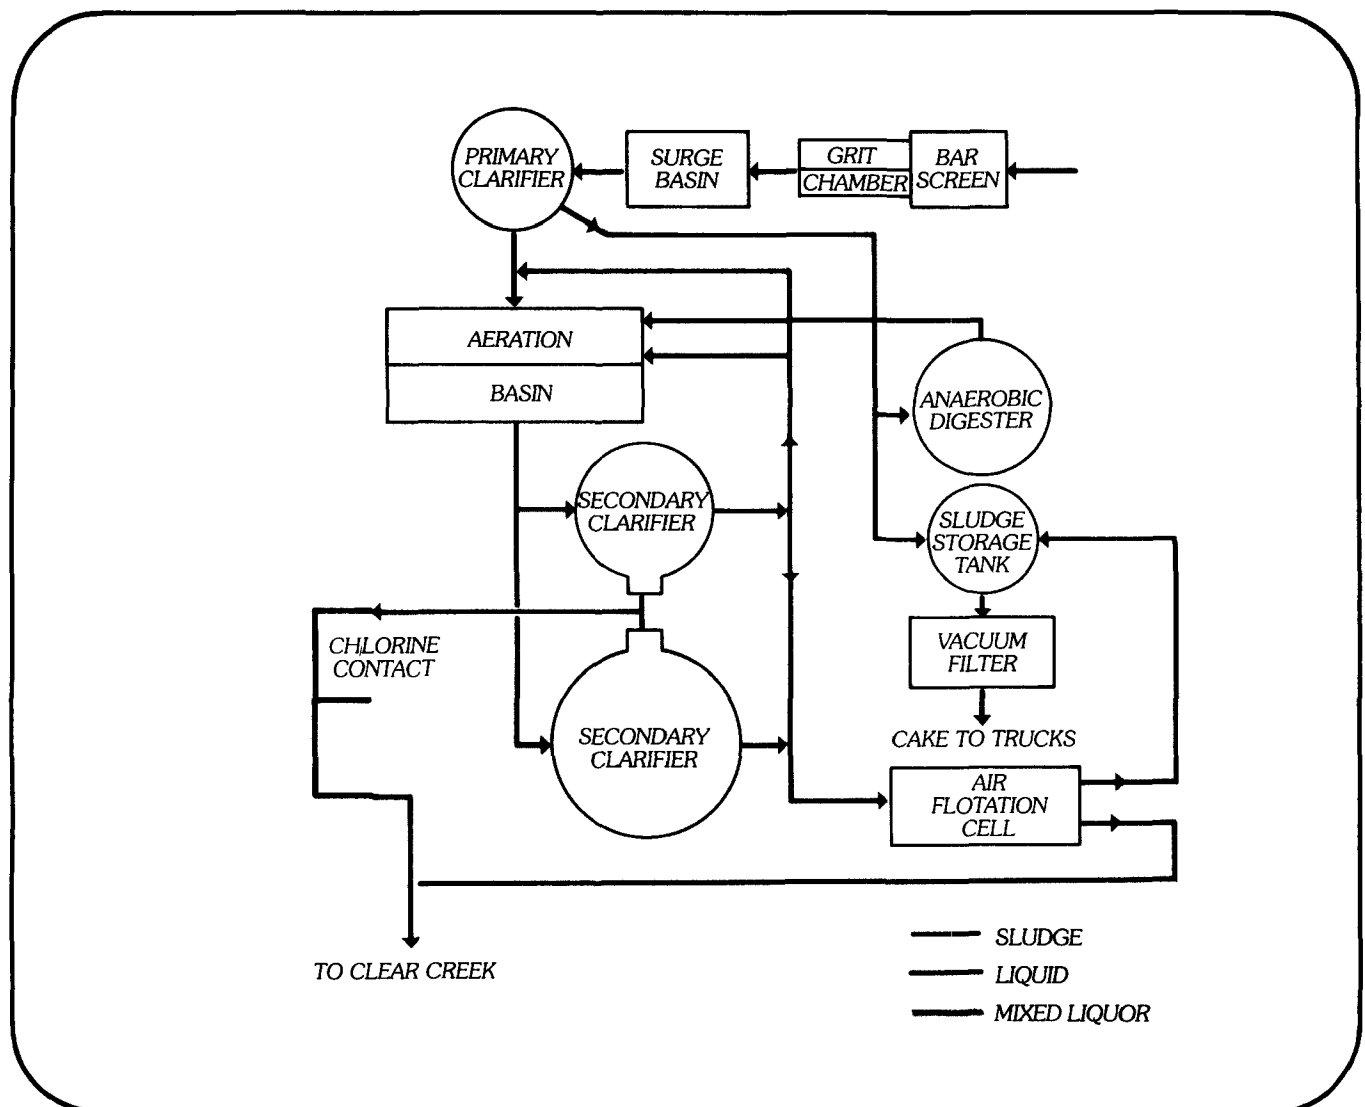 PRIMARY
CLARIFIER
SURGE
BASIN
GRIT
CHAMBER
BAR
SCREEN
AERATION
BASIN
ANAEROBIC
DIGESTER
SECONDARY
CLARIFIER
SLUDGE
STORAGE
TANK
CHLORINE
CONTACT
VACUUM
FILTER
SECONDARY
CLARIFIER
CAKE TO TRUCKS
AIR
FLOTATION
CELL
TO CLEAR CREEK
SLUDGE
LIQUID
MIXED LIQUOR